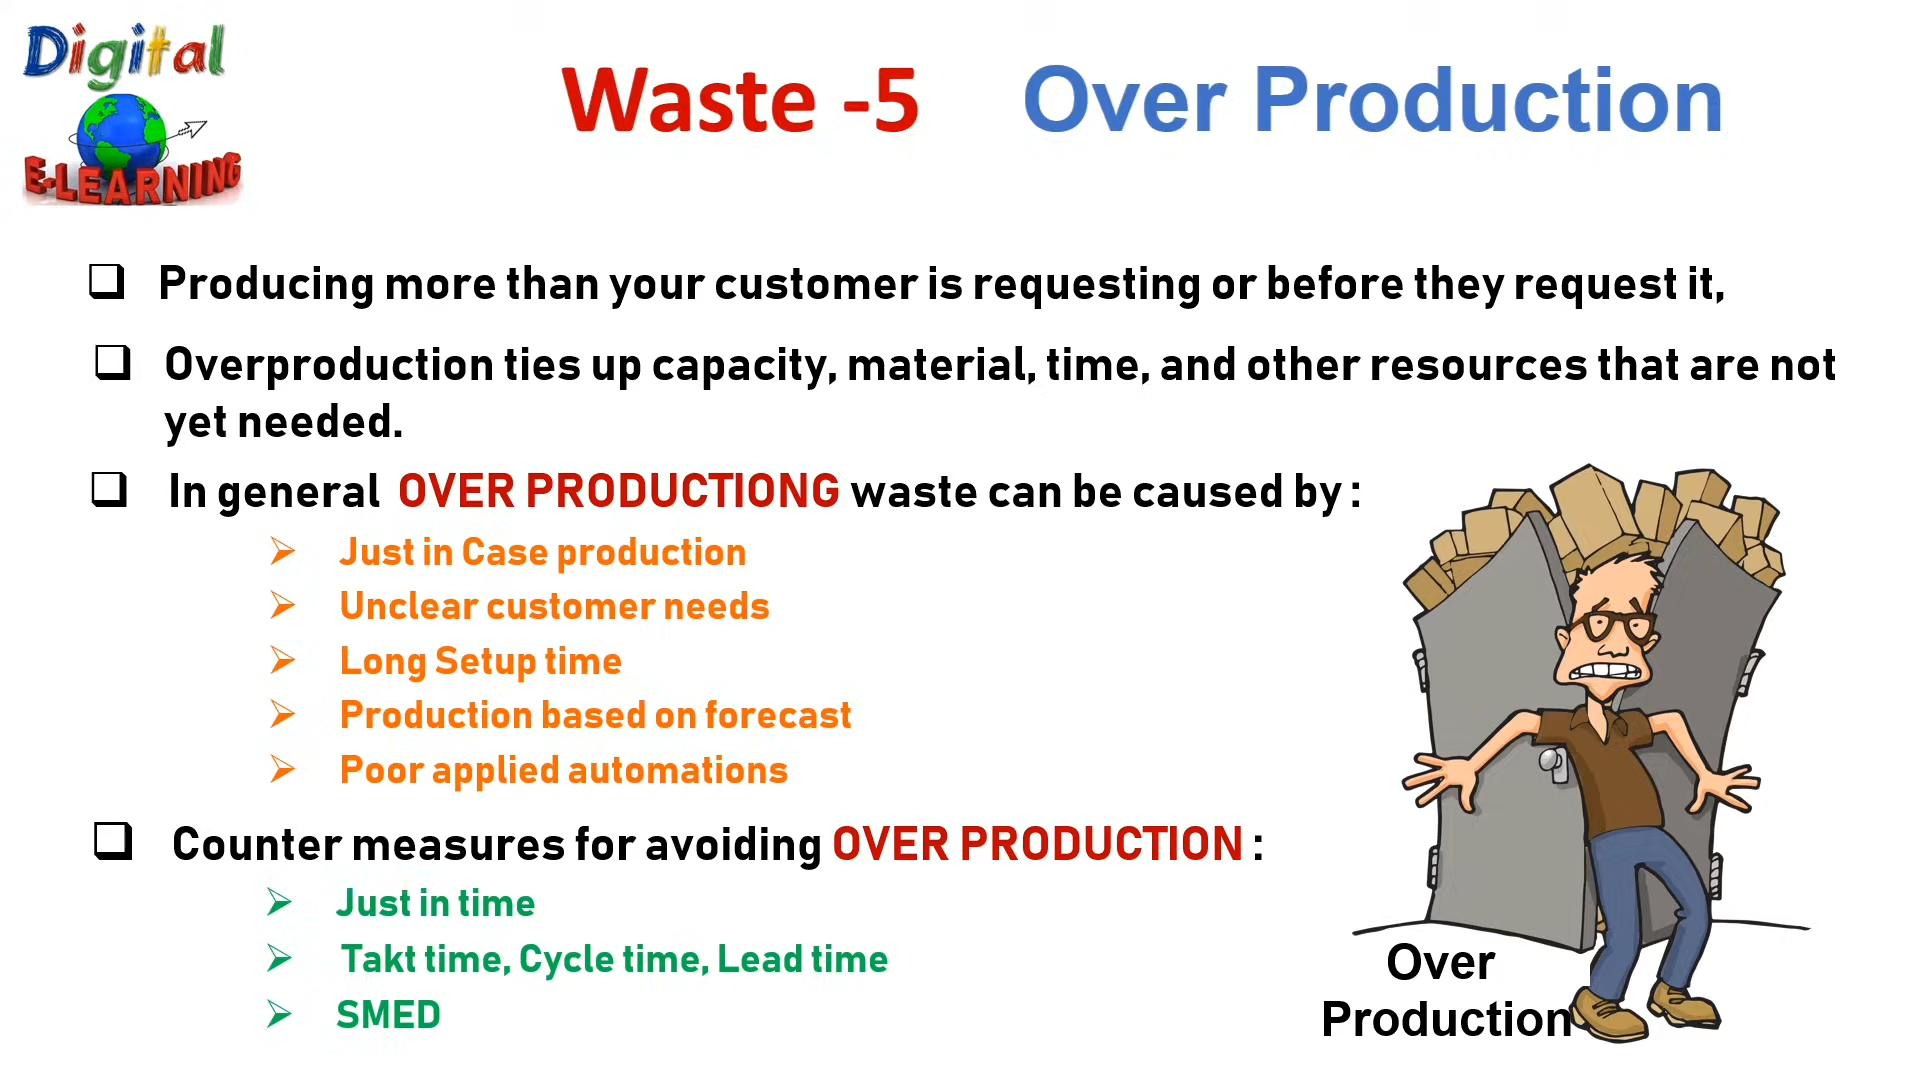 Digital
E-LEARNING
Waste -5 Over Production
Producing more than your customer is requesting or before they request it,
Overproduction ties up capacity, material, time, and other resources that are not
yet needed.
In general OVER PRODUCTIONG waste can be caused by :
Just in Case production
Unclear customer needs
Long Setup time
Production based on forecast
Poor applied automations
Counter measures for avoiding OVER PRODUCTION :
Just in time
Takt time, Cycle time, Lead time
SMED
Over
Production